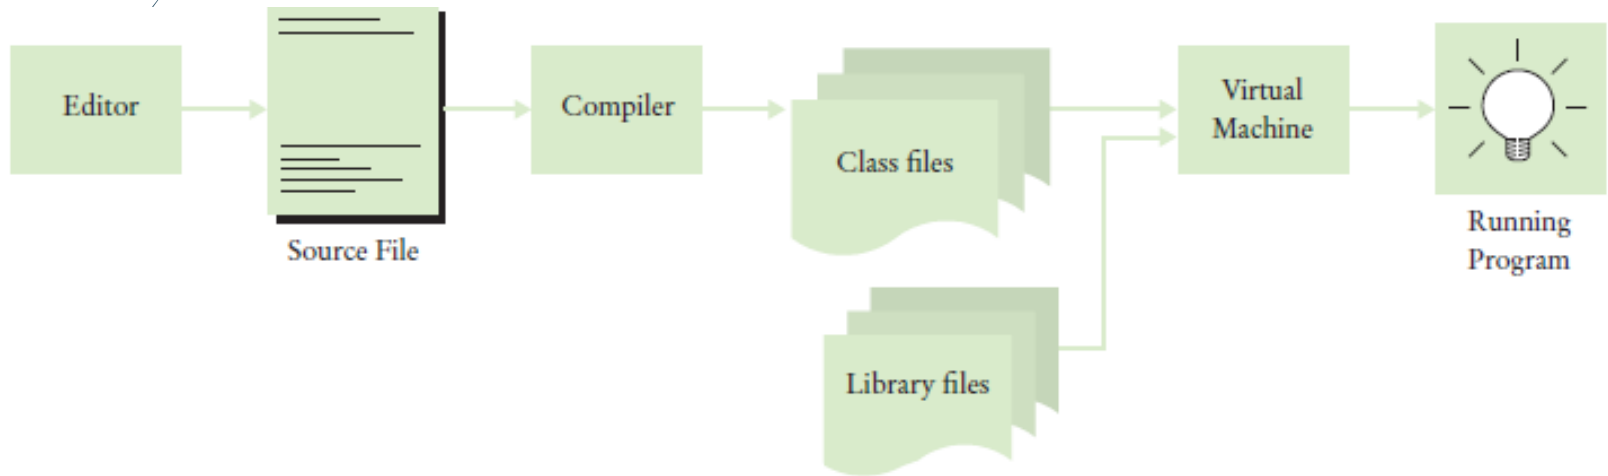 Editor
Source File
Compiler
Class files
Library files
Virtual
Machine
Running
Program